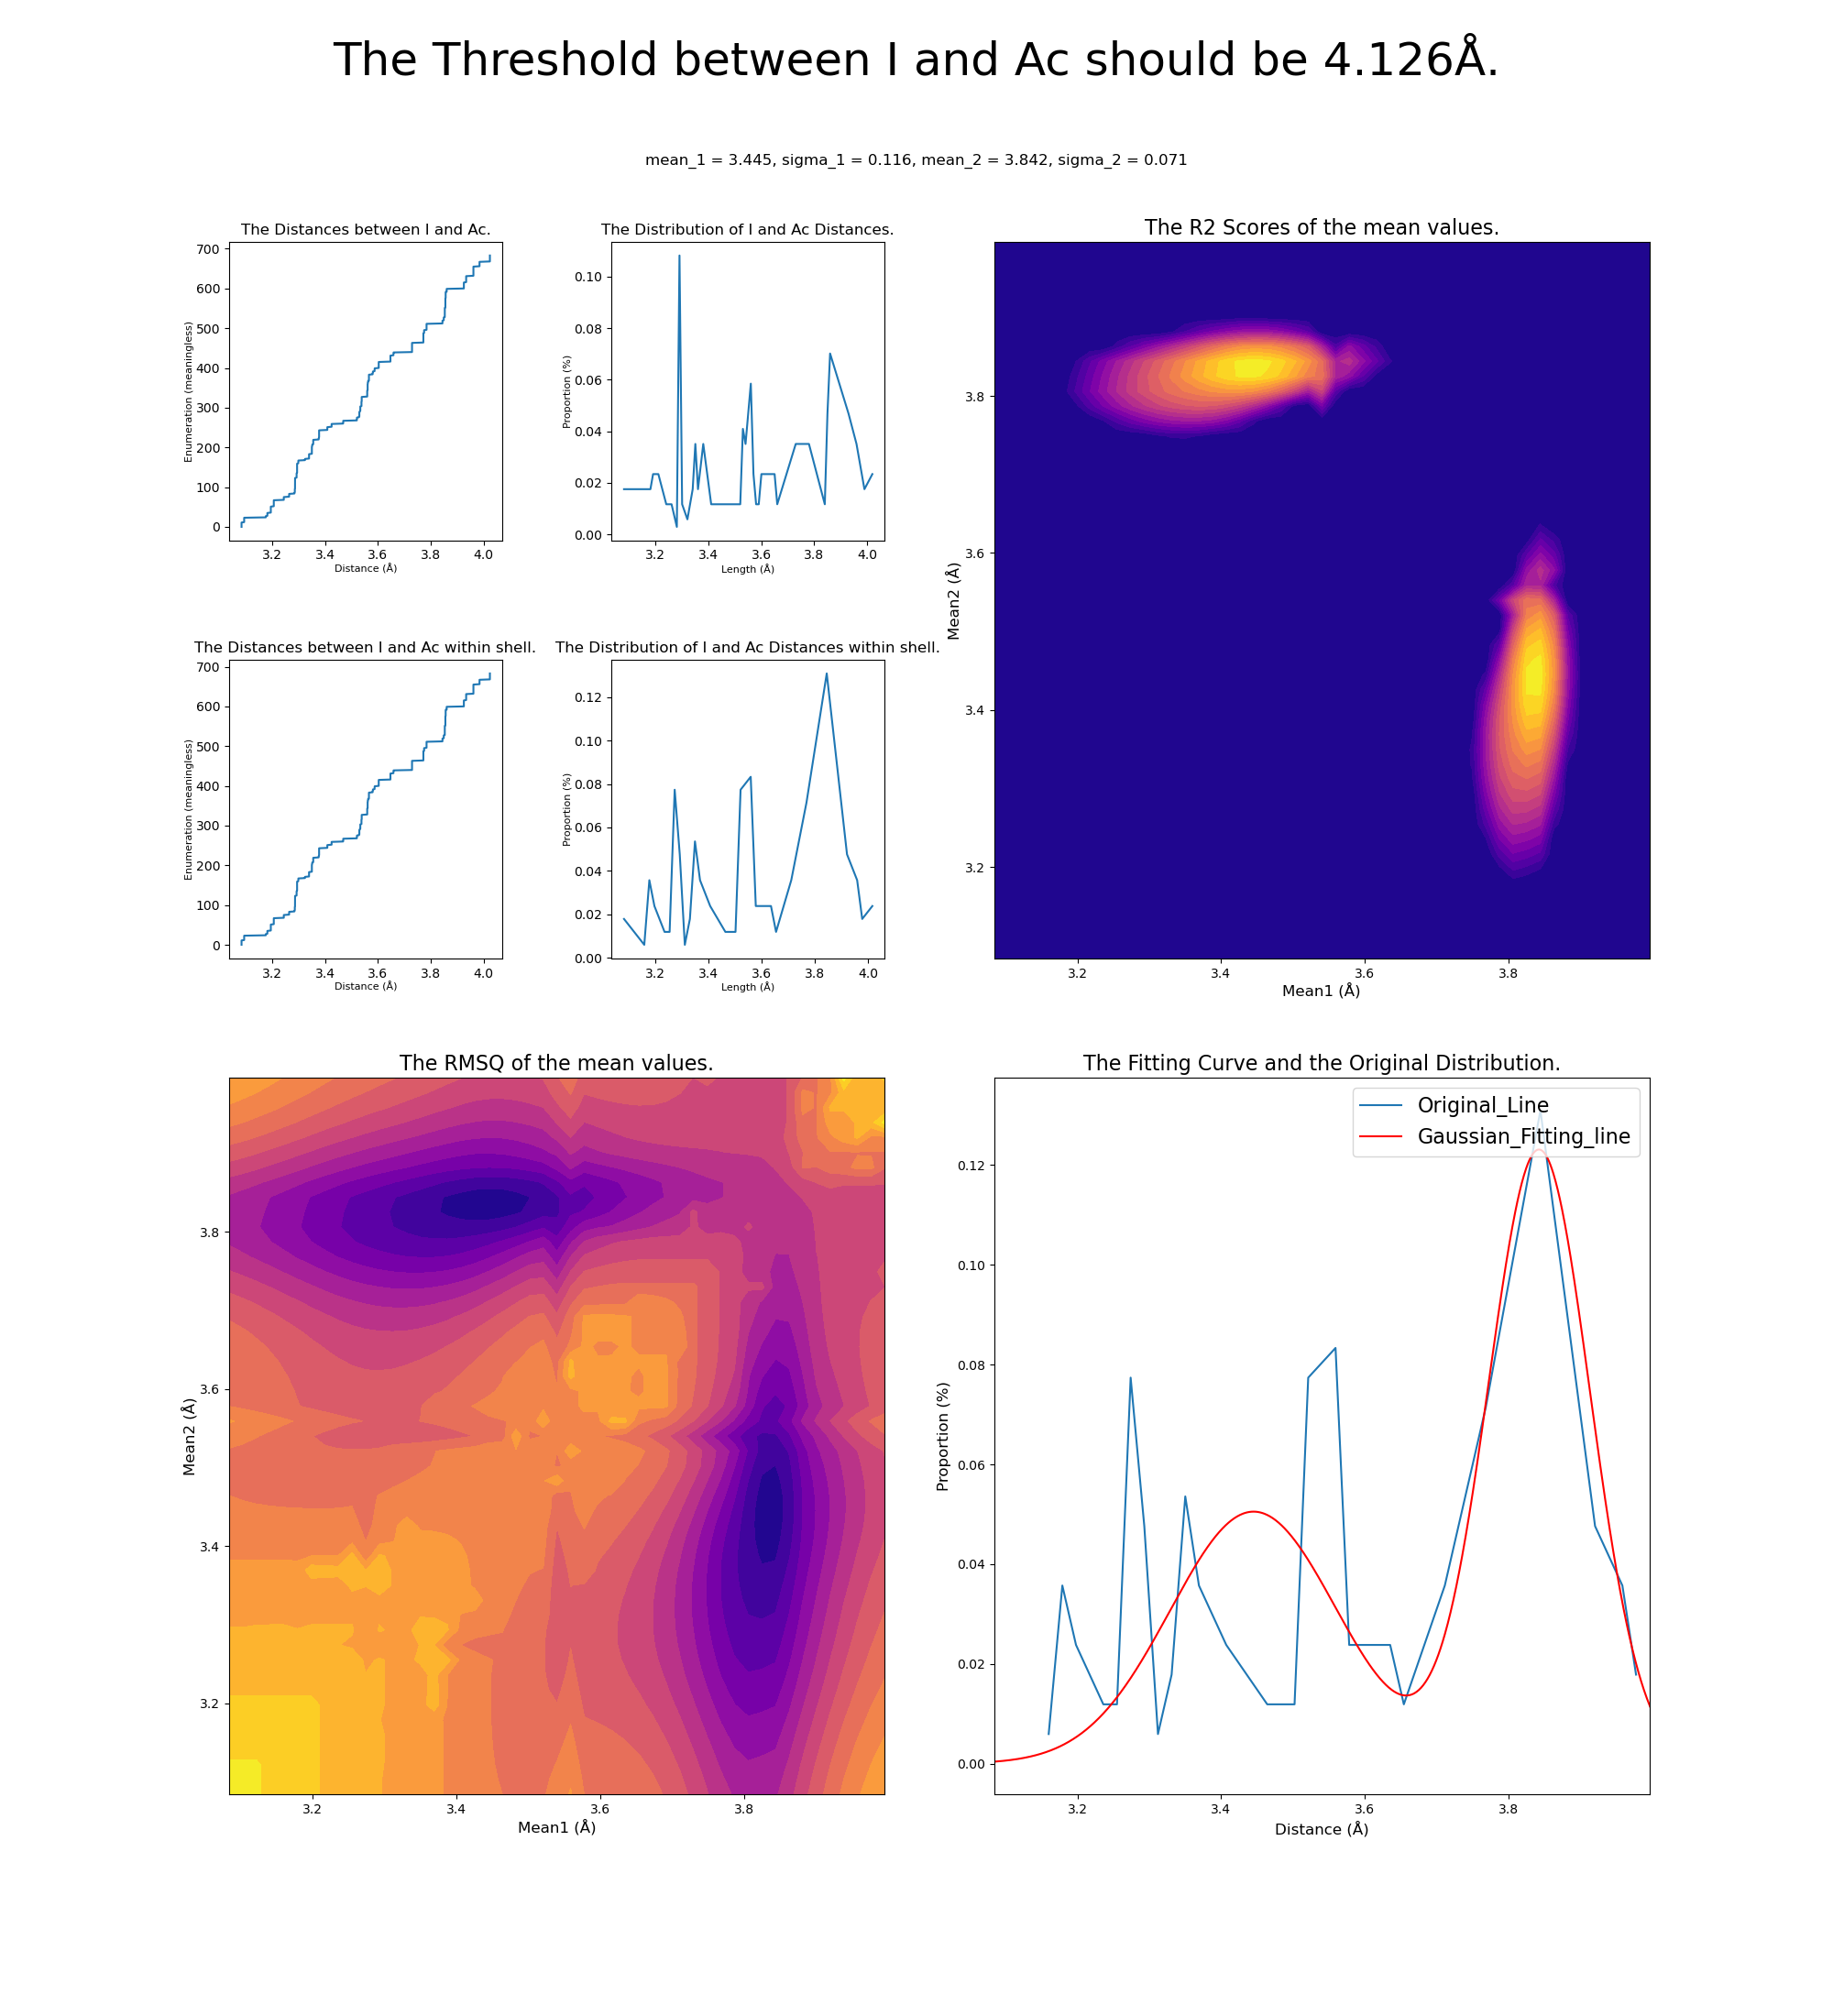 The Threshold between I and Ac should be 4.126Å.
mean_1 = 3.445, sigma_1 = 0.116, mean_2 = 3.842, sigma_2 = 0.071
The Distances between I and Ac.
700
600
500
400
300
200
100
0
Enumeration (meaningless)
3.2 3.4 3.6 3.8 4.0
Distance (Å)
The Distribution of I and Ac Distances.
0.10
0.08
0.06
0.04
0.02
0.00
Proportion (%)
3.2 3.4 3.6 3.8 4.0
Length (Å)
The R2 Scores of the mean values.
3.8
3.6
3.4
3.2
Mean2 (Å)
3.2 3.4 3.6 3.8
Mean1 (Å)
The Distances between I and Ac within shell.
700
600
500
400
300
200
100
0
Enumeration (meaningless)
3.2 3.4 3.6 3.8 4.0
Distance (Å)
The Distribution of I and Ac Distances within shell.
0.12
0.10
0.08
0.06
0.04
0.02
0.00
Proportion (%)
3.2 3.4 3.6 3.8 4.0
Length (Å)
The RMSQ of the mean values.
3.8
3.6
3.4
3.2
Mean2 (Å)
3.2 3.4 3.6 3.8
Mean1 (Å)
The Fitting Curve and the Original Distribution.
Original_Line
Gaussian_Fitting_line
0.12
0.10
0.08
0.06
0.04
0.02
0.00
Proportion (%)
3.2 3.4 3.6 3.8
Distance (Å)